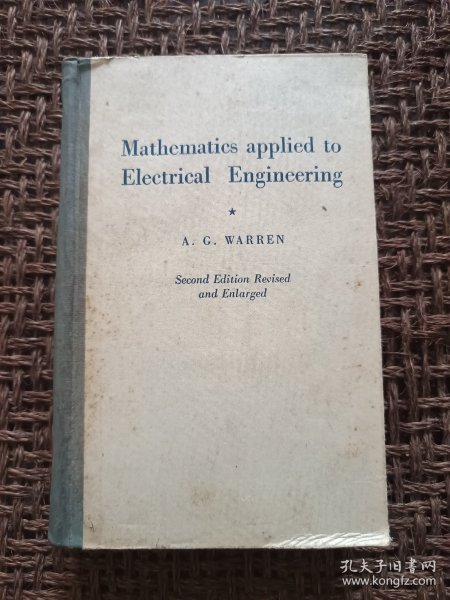 Mathematics applied to
Electrical Engineering
★
A. G. WARREN
Second Edition Revised
and Enlarged
孔夫子旧书网
www.kongfz.com